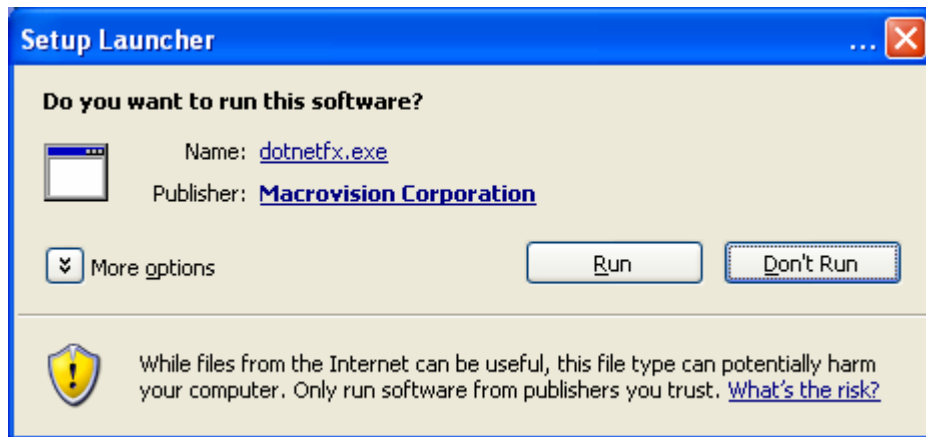 Setup Launcher ...
Do you want to run this software?
Name: dotnetfx.exe
Publisher: Macrovision Corporation
More options Run Don't Run
While files from the Internet can be useful, this file type can potentially harm
your computer. Only run software from publishers you trust. What's the risk?